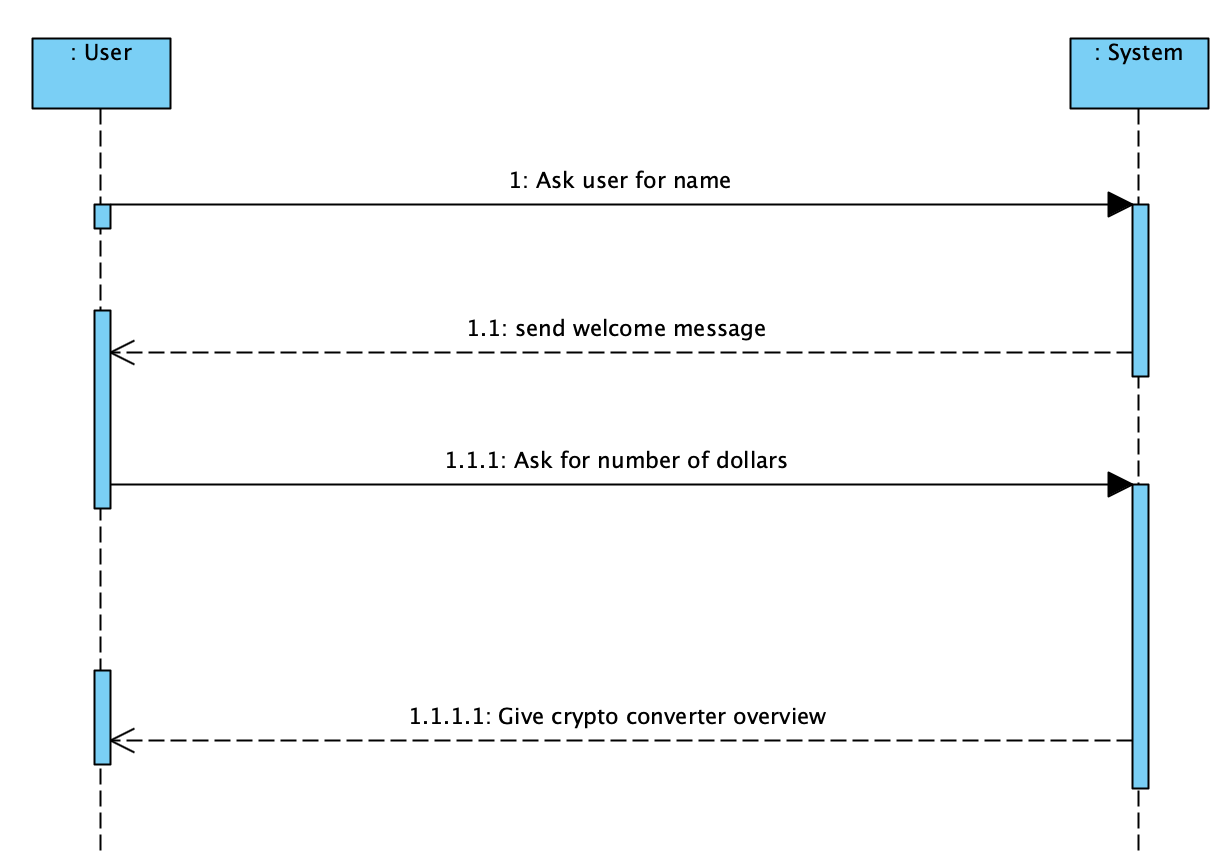 : User
: System
1: Ask user for name
1.1: send welcome message
1.1.1: Ask for number of dollars
1.1.1.1: Give crypto converter overview